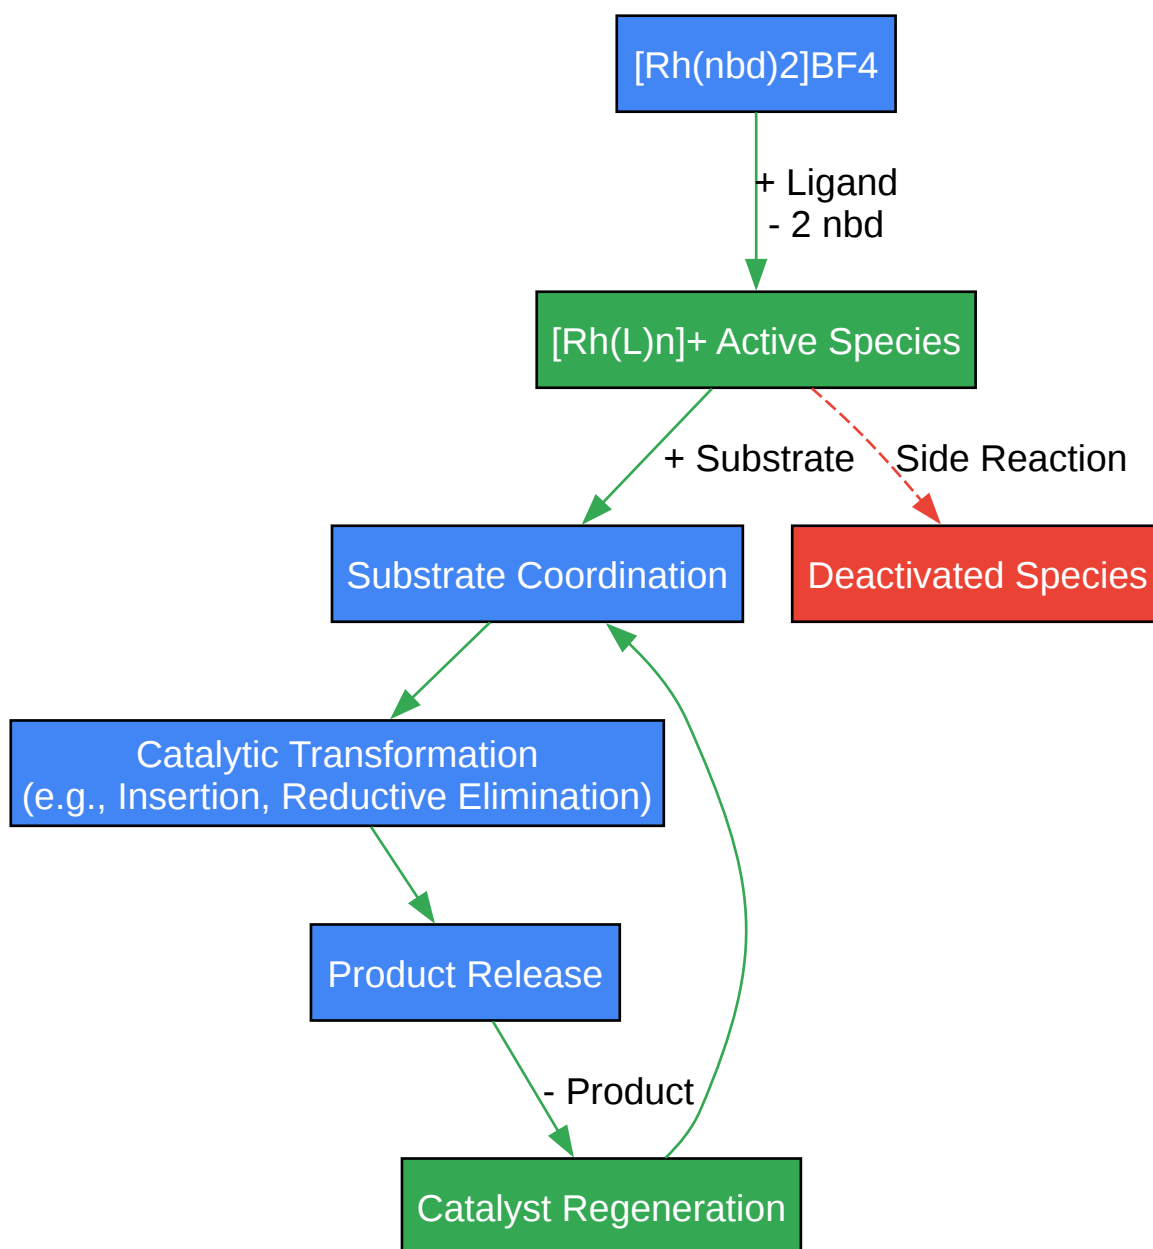 [Rh(nbd)2]BF4
+ Ligand
- 2 nbd
[Rh(L)n]+ Active Species
+ Substrate
Side Reaction
Substrate Coordination
Deactivated Species
Catalytic Transformation
(e.g., Insertion, Reductive Elimination)
Product Release
- Product
Catalyst Regeneration